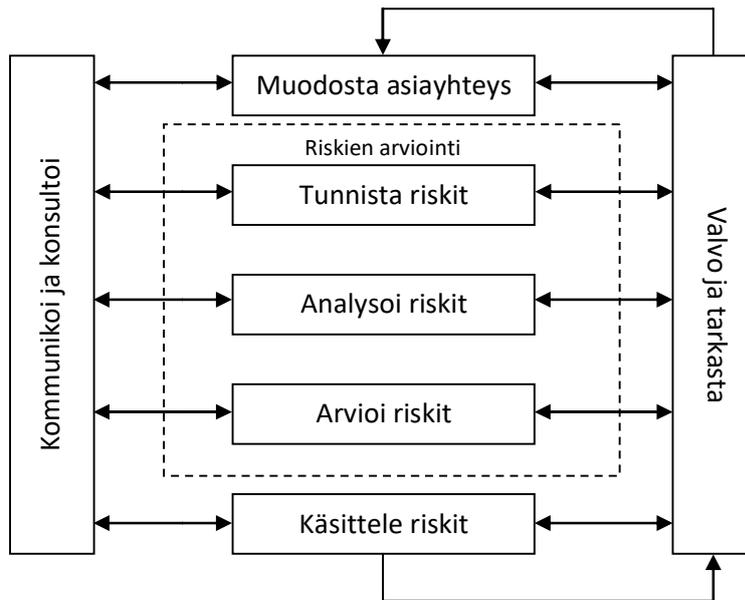 Kommunikoi ja konsultoi
Muodosta asiayhteys
Riskien arviointi
Tunnista riskit
Analysoi riskit
Arvioi riskit
Käsittele riskit
Valvo ja tarkasta